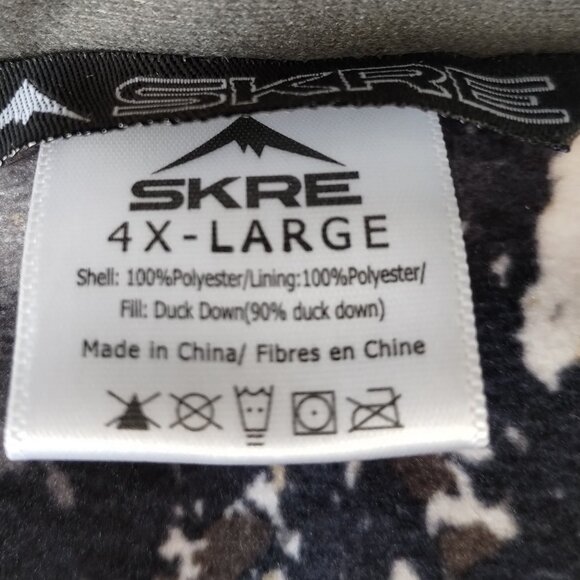 SKRE
SKRE
4X-LARGE
Shell: 100%Polyester/Lining:100%Polyester/
Fill: Duck Down(90% duck down)
Made in China/ Fibres en Chine